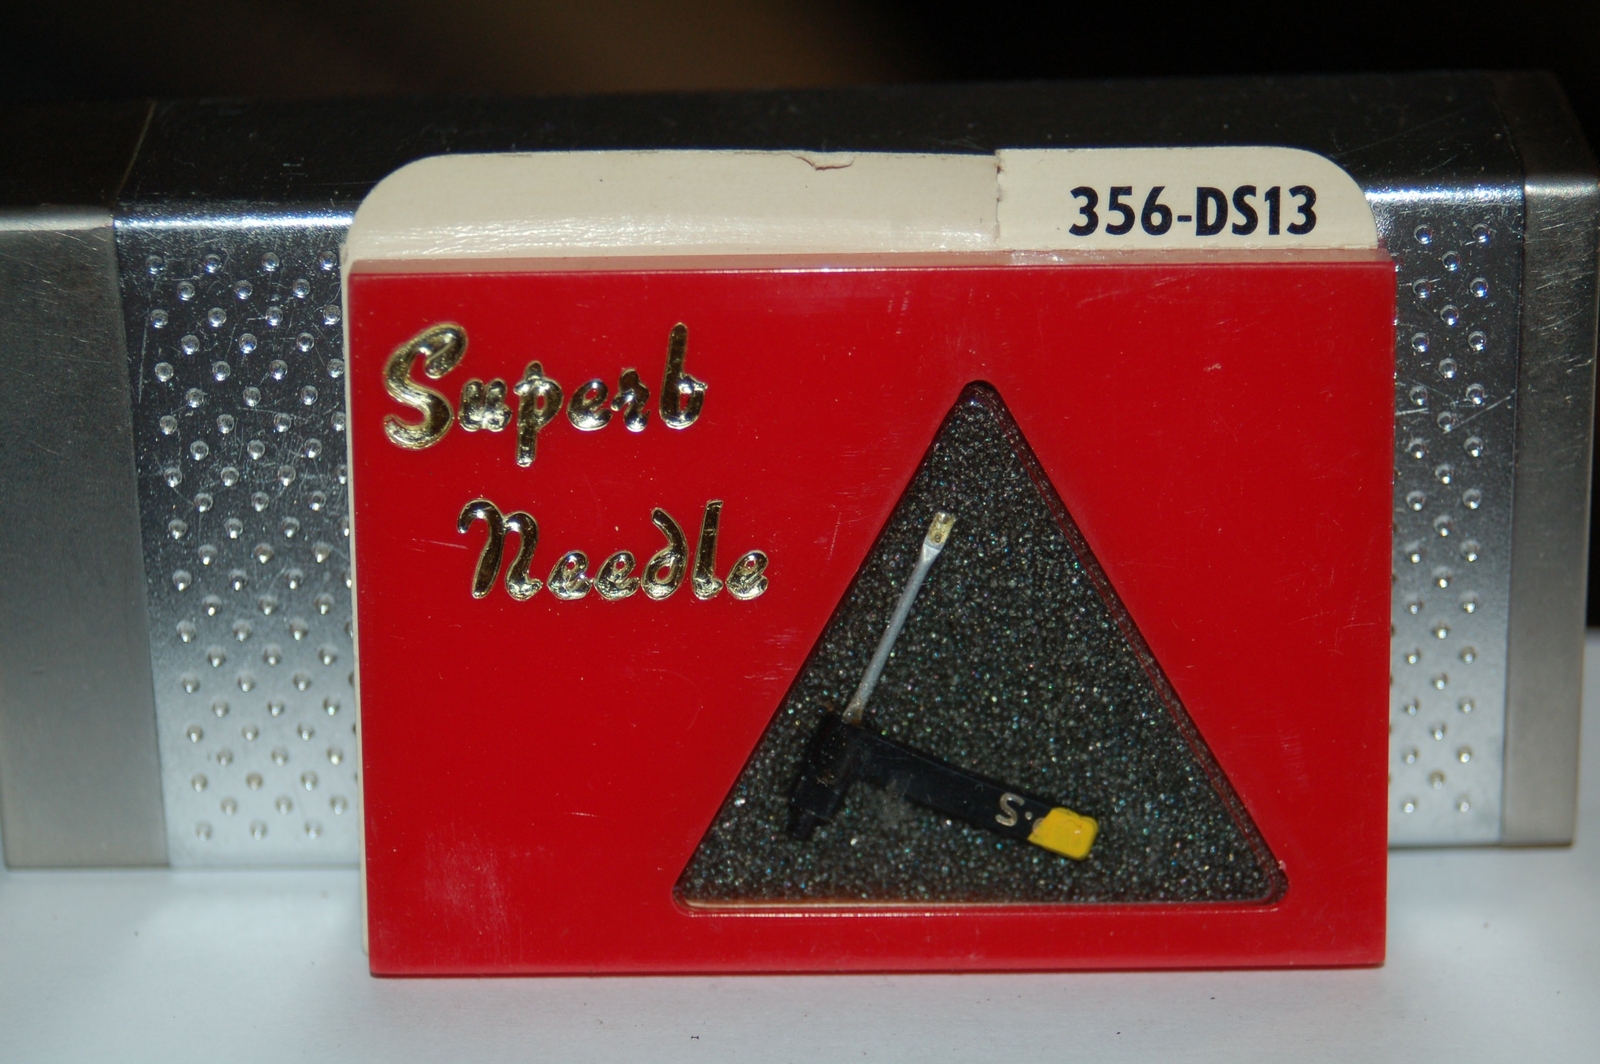 356-DS13
Superb
Needle
S.